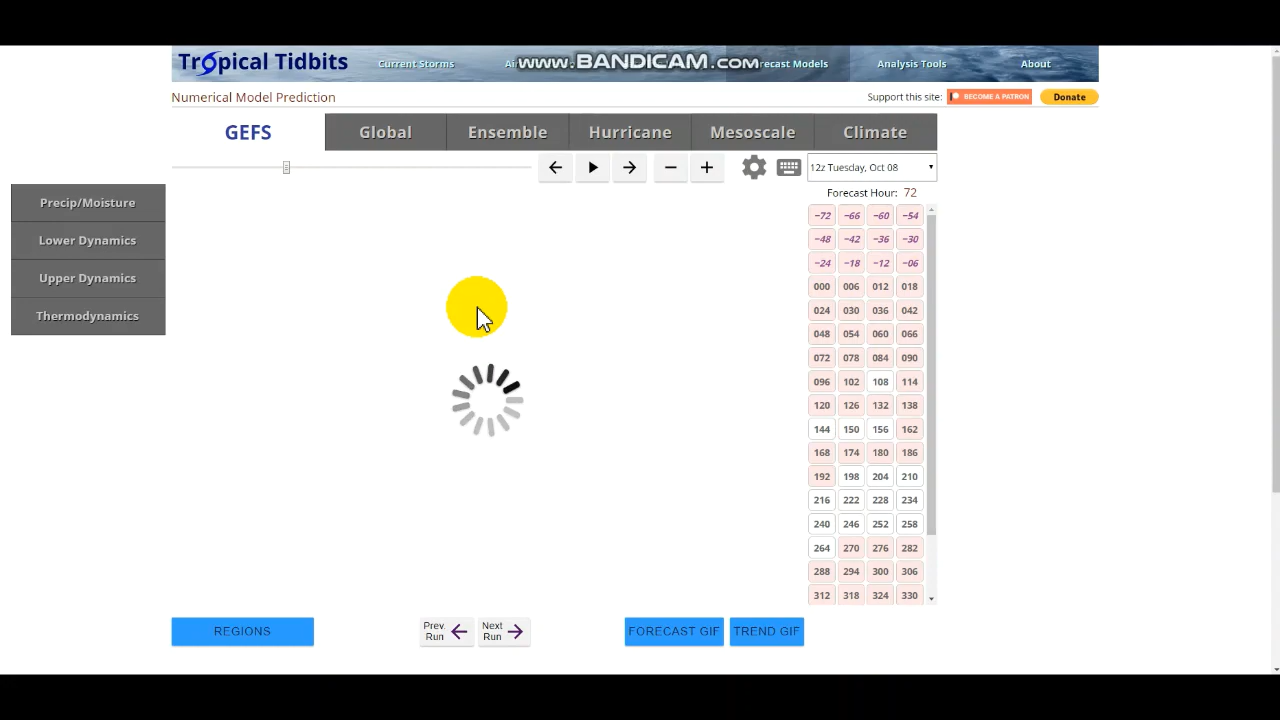 Tropical Tidbits
Current Storms
www.BANDICAM.com
Forecast Models
Analysis Tools
About
Numerical Model Prediction
Support this site:
BECOME A PATRON
Donate
GEFS
Global
Ensemble
Hurricane
Mesoscale
Climate
12z Tuesday, Oct 08
Forecast Hour: 72
Precip/Moisture
Lower Dynamics
Upper Dynamics
Thermodynamics
−72 −66 −60 −54
−48 −42 −36 −30
−24 −18 −12 −06
000 006 012 018
024 030 036 042
048 054 060 066
072 078 084 090
096 102 108 114
120 126 132 138
144 150 156 162
168 174 180 186
192 198 204 210
216 222 228 234
240 246 252 258
264 270 276 282
288 294 300 306
312 318 324 330
REGIONS
Prev. Run
Next Run
FORECAST GIF
TREND GIF